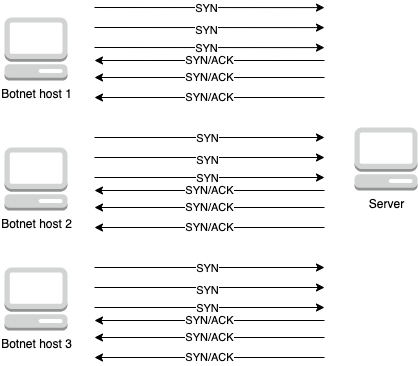 SYN
SYN
SYN
SYN/ACK
SYN/ACK
SYN/ACK
Botnet host 1
SYN
SYN
SYN
SYN/ACK
SYN/ACK
SYN/ACK
Botnet host 2
Server
SYN
SYN
SYN
SYN/ACK
SYN/ACK
SYN/ACK
Botnet host 3